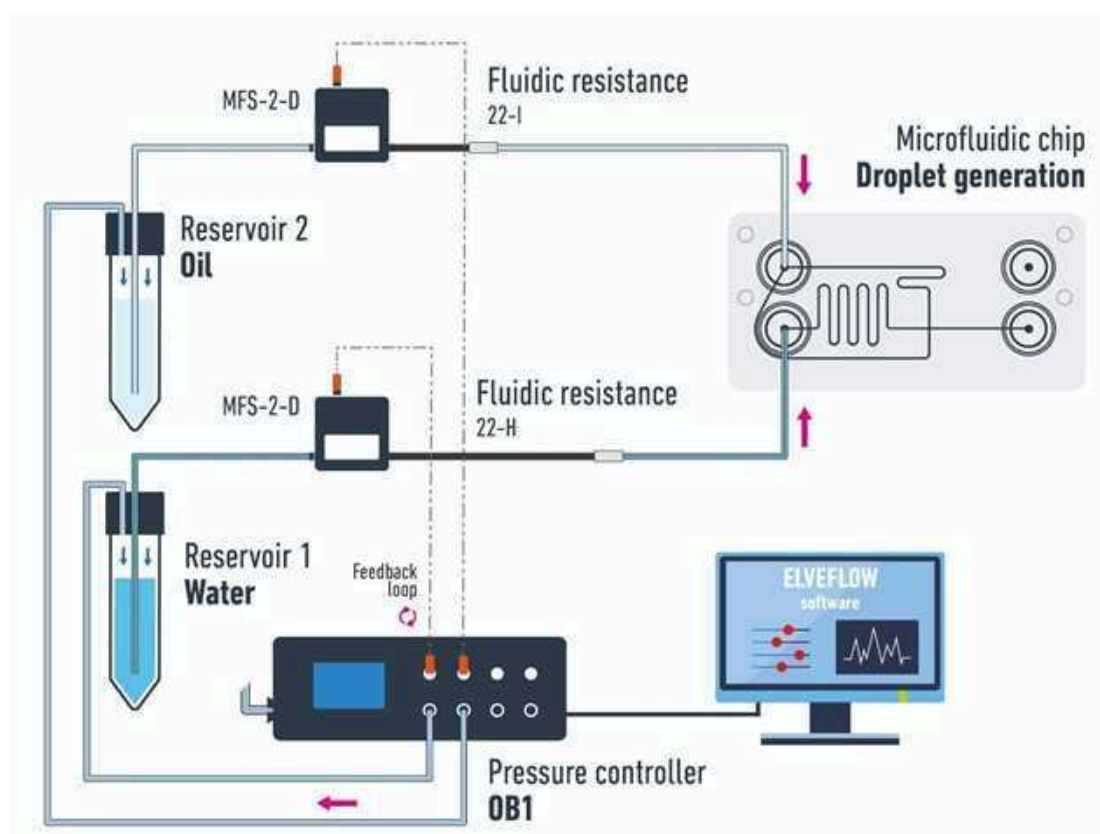 MFS-2-D
Fluidic resistance
22-I
Microfluidic chip
Droplet generation
Reservoir 2
Oil
MFS-2-D
Fluidic resistance
22-H
Reservoir 1
Water
Feedback
loop
ELVEFLOW
software
Pressure controller
OB1